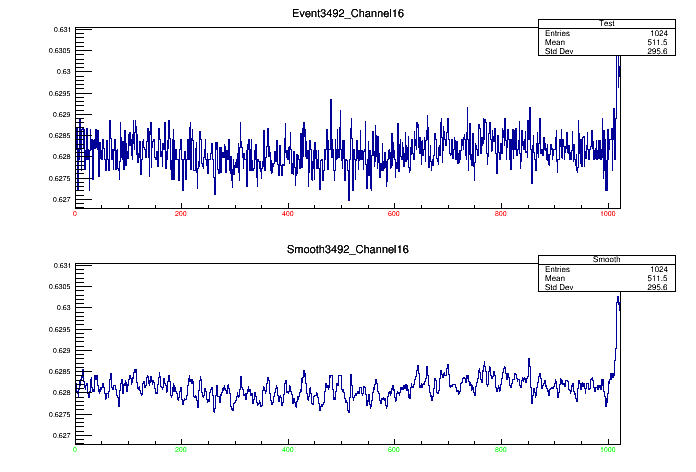 Event3492_Channel16
Test
Entries 1024
Mean 511.5
Std Dev 295.6
0.631
0.6305
0.63
0.6295
0.629
0.6285
0.628
0.6275
0.627
0 200 400 600 800 1000
Smooth3492_Channel16
Smooth
Entries 1024
Mean 511.5
Std Dev 295.6
0.631
0.6305
0.63
0.6295
0.629
0.6285
0.628
0.6275
0.627
0 200 400 600 800 1000